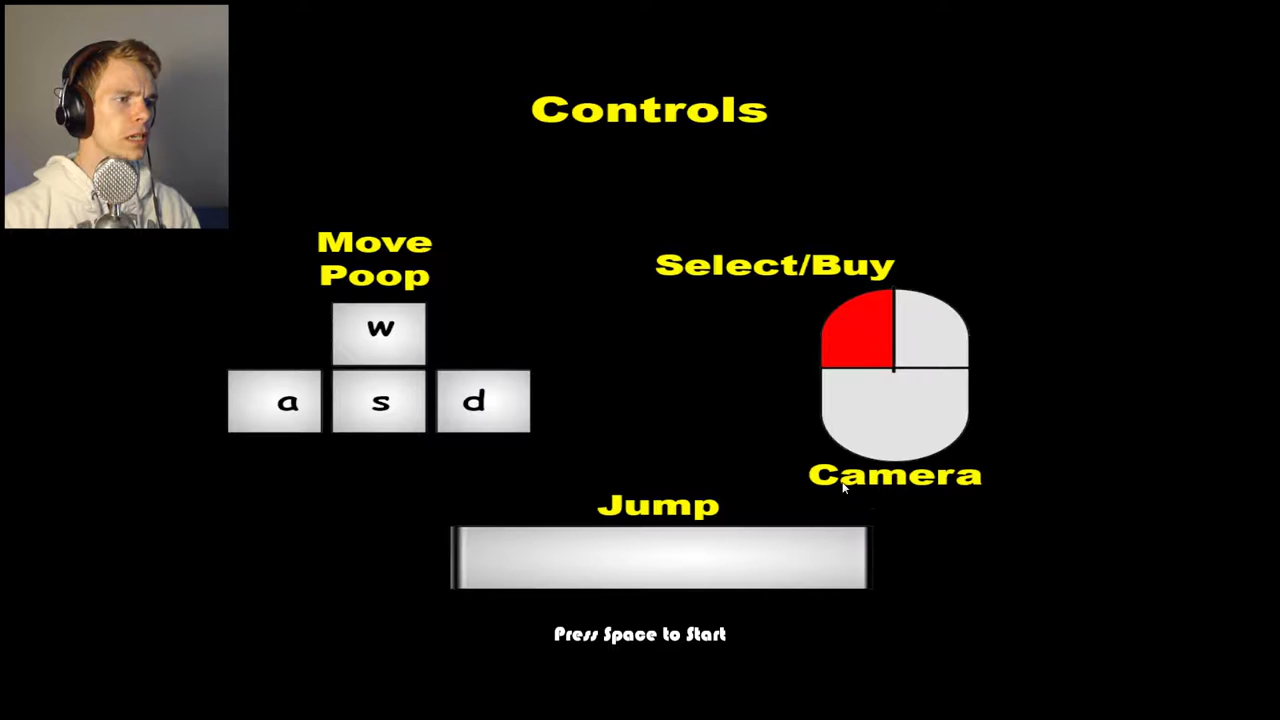 Controls
Move
Poop
w
a s d
Select/Buy
Camera
Jump
Press Space to Start